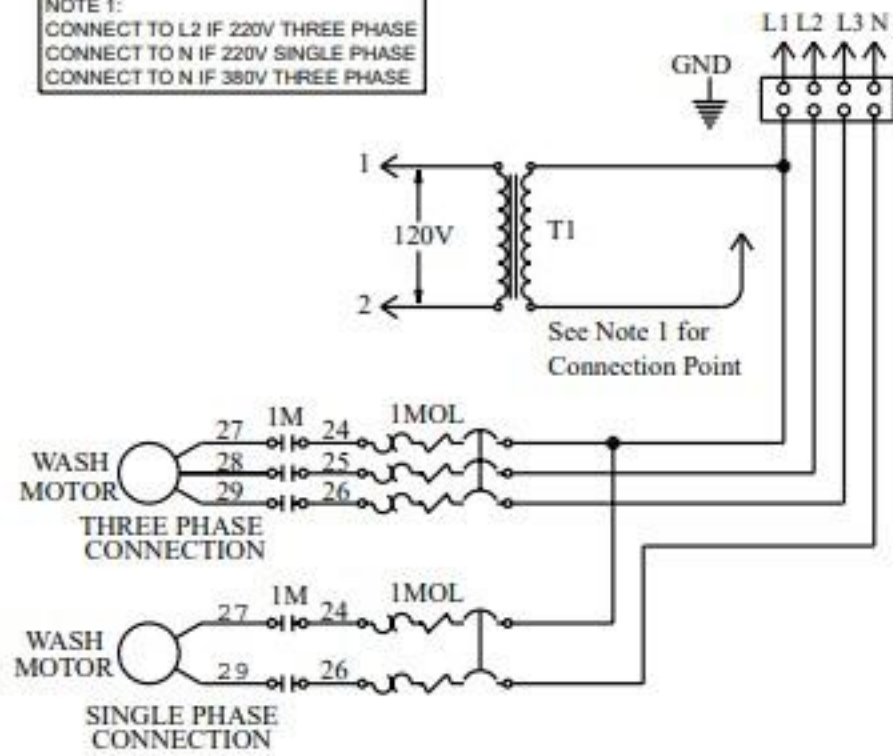 NOTE 1:
CONNECT TO L2 IF 220V THREE PHASE
CONNECT TO N IF 220V SINGLE PHASE
CONNECT TO N IF 380V THREE PHASE
L1 L2 L3 N
GND
1
120V
T1
2
See Note 1 for
Connection Point
27 1M 24 1MOL
28 25
29 26
WASH
MOTOR
THREE PHASE
CONNECTION
27 1M 24 1MOL
29 26
WASH
MOTOR
SINGLE PHASE
CONNECTION